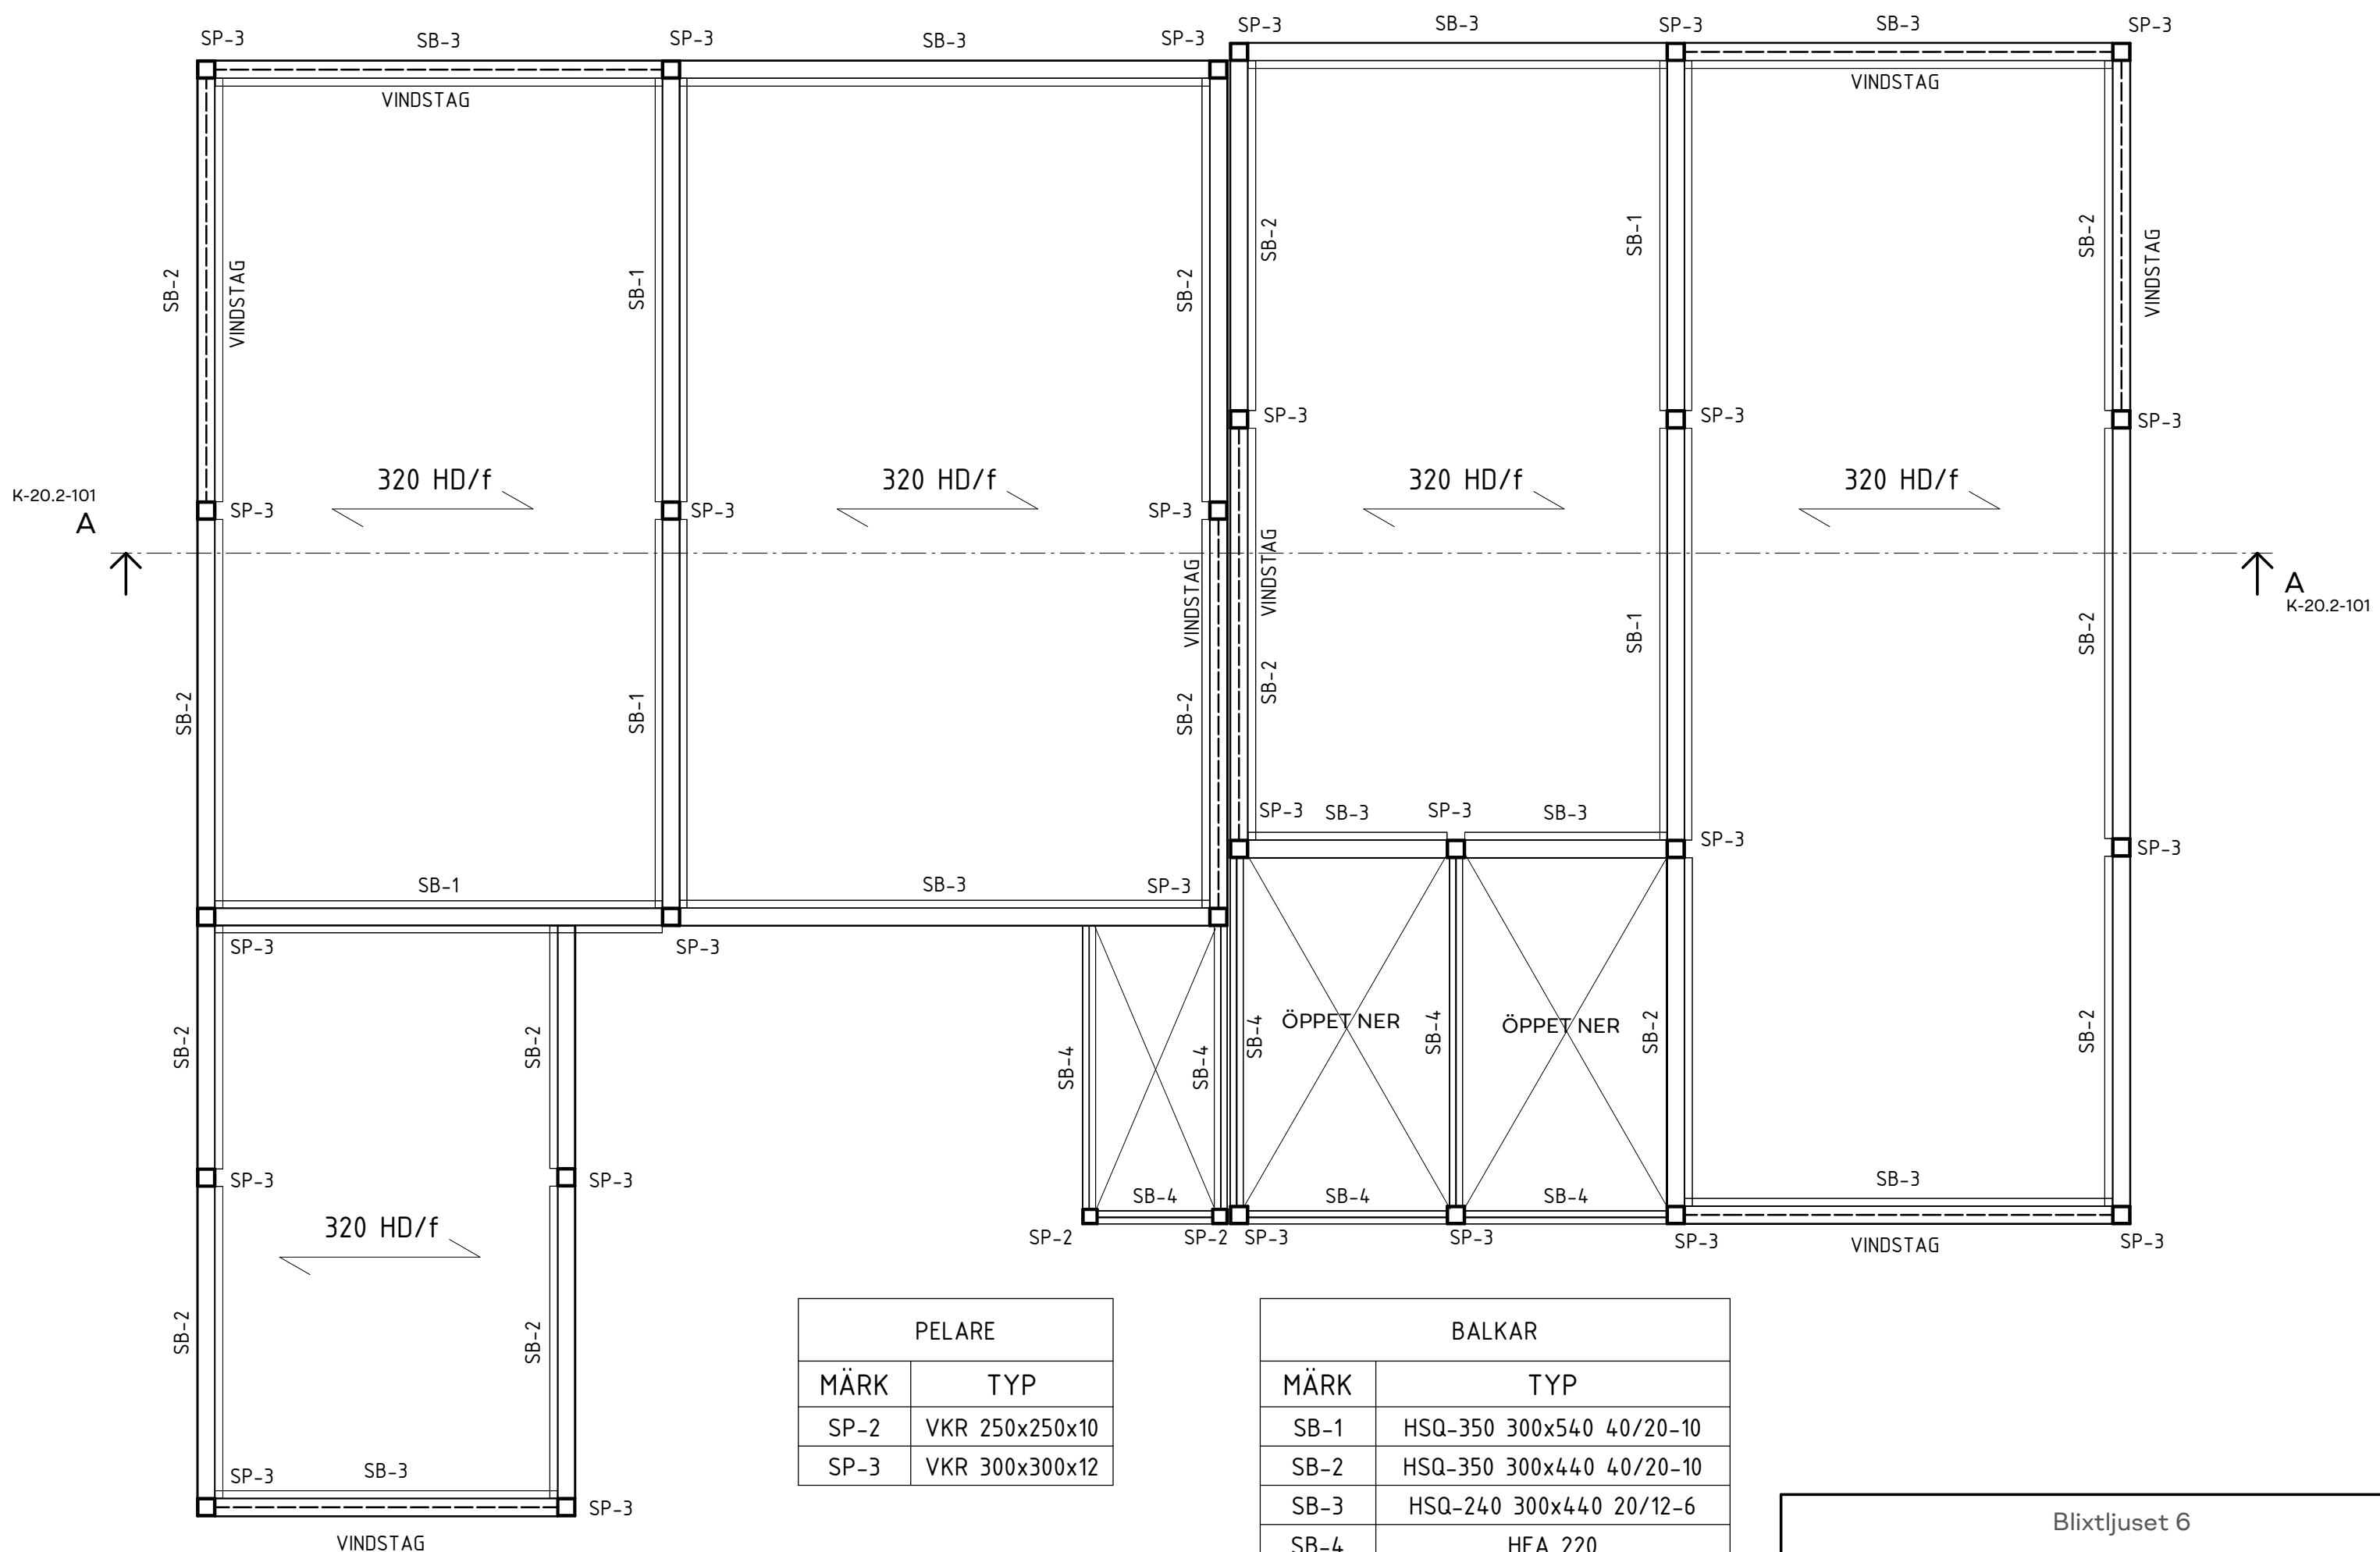 SP-3 SB-3 SP-3 SB-3 SP-3 SP-3 SB-3 SP-3 SB-3 SP-3
VINDSTAG VINDSTAG
SB-2 VINDSTAG SB-1 SB-2 SB-2 SB-1 SB-2 VINDSTAG
SP-3 SP-3 SP-3
320 HD/f 320 HD/f 320 HD/f 320 HD/f
K-20.2-101
A SP-3 SP-3 SP-3
VINDSTAG VINDSTAG
A
K-20.2-101
SB-2 SB-1 SB-2 SB-2 SB-1 SB-2
SP-3 SB-3 SP-3 SB-3 SP-3 SP-3
SB-1 SB-3 SP-3
SP-3 SP-3
SB-2 SB-2 SB-4 SB-4 SB-4 ÖPPET NER SB-4 ÖPPET NER SB-2 SB-2
SP-3 SP-3 SB-4 SB-4 SB-4 SB-3
SP-2 SP-2 SP-3 SP-3 SP-3 VINDSTAG SP-3
320 HD/f
SB-2 SB-2
SP-3 SB-3
SP-3
VINDSTAG
PELARE
MÄRK TYP
SP-2 VKR 250x250x10
SP-3 VKR 300x300x12
BALKAR
MÄRK TYP
SB-1 HSQ-350 300x540 40/20-10
SB-2 HSQ-350 300x440 40/20-10
SB-3 HSQ-240 300x440 20/12-6
SB-4 HEA 220
Blixtljuset 6